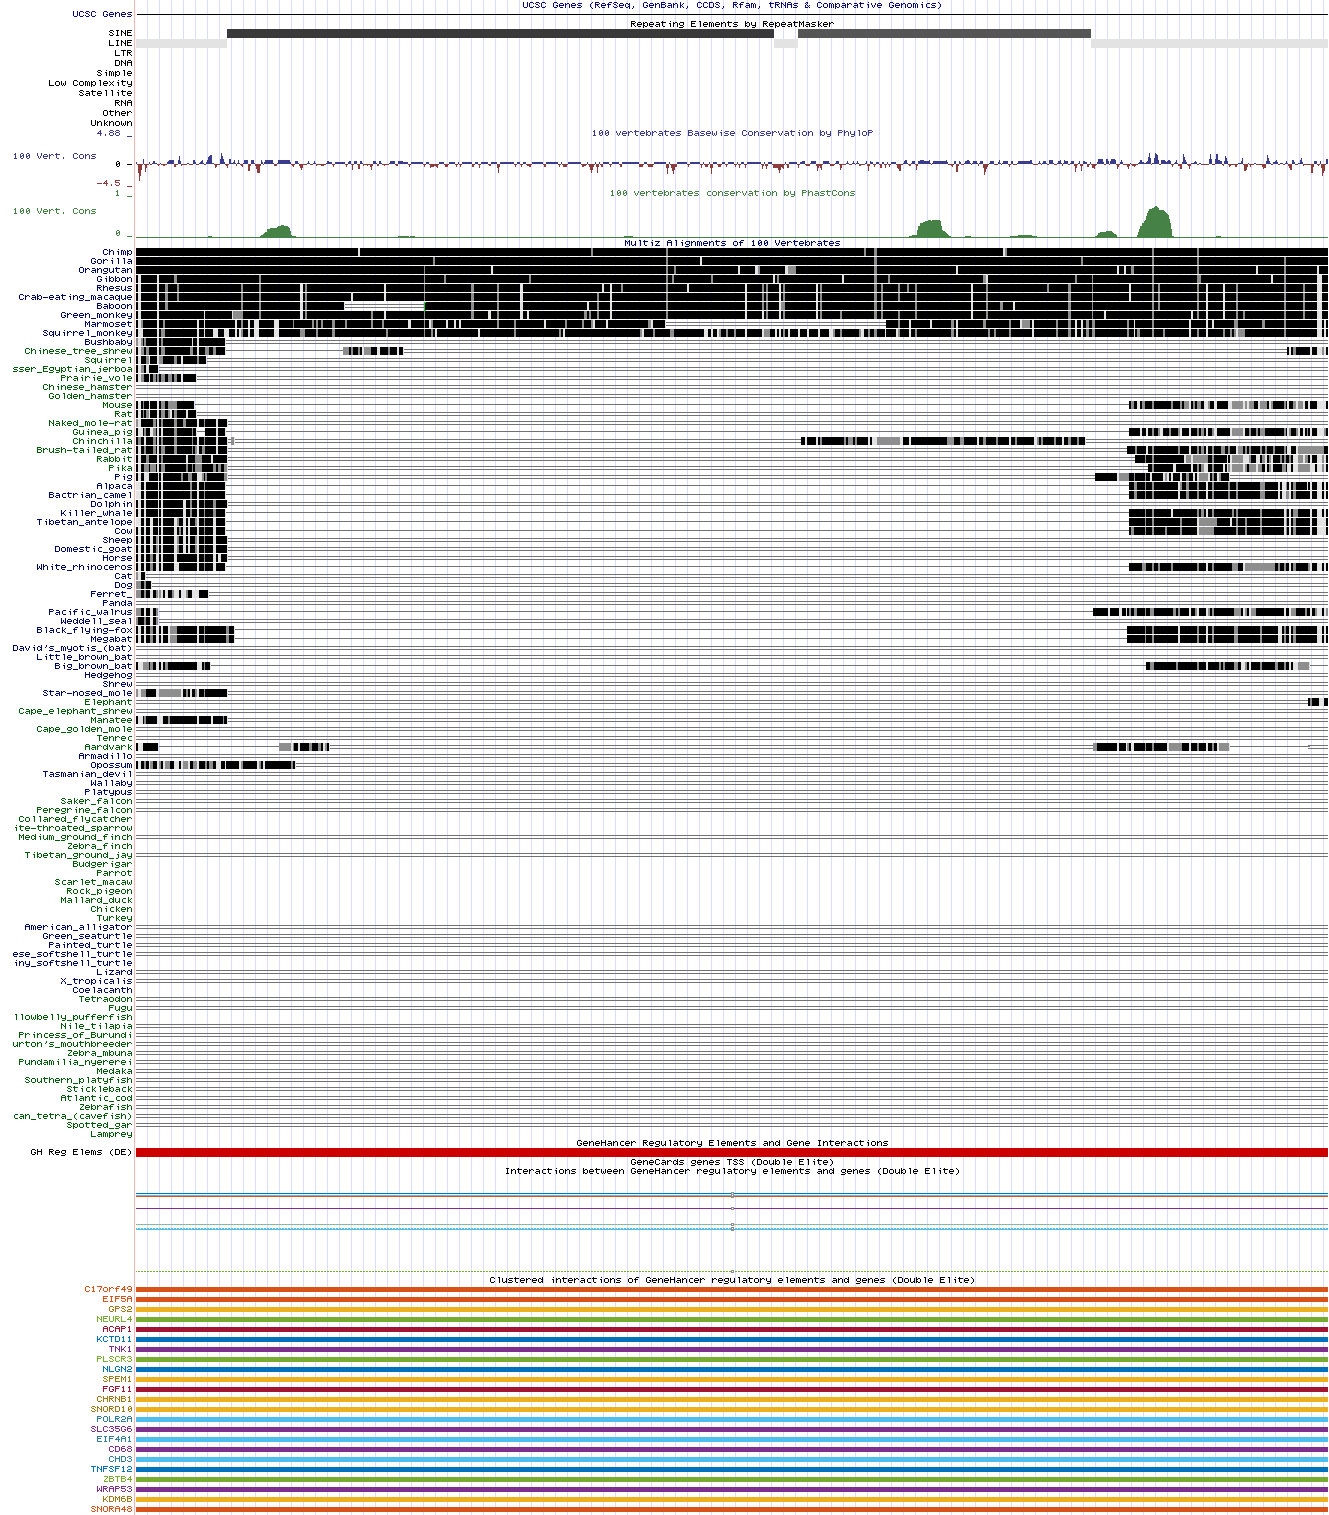 UCSC Genes (RefSeq, GenBank, CCDS, Rfam, tRNAs & Comparative Genomics)
UCSC Genes
Repeating Elements by RepeatMasker
SINE
LINE
LTR
DNA
Simple
Low Complexity
Satellite
RNA
Other
Unknown
4.88 _
100 vertebrates Basewise Conservation by PhyloP
100 Vert. Cons
0 _
-4.5 _
1 _
100 vertebrates conservation by PhastCons
100 Vert. Cons
0 _
Multiz Alignments of 100 Vertebrates
Chimp
Gorilla
Orangutan
Gibbon
Rhesus
Crab-eating_macaque
Baboon
Green_monkey
Marmoset
Squirrel_monkey
Bushbaby
Chinese_tree_shrew
Squirrel
sser_Egyptian_jerboa
Prairie_vole
Chinese_hamster
Golden_hamster
Mouse
Rat
Naked_mole-rat
Guinea_pig
Chinchilla
Brush-tailed_rat
Rabbit
Pika
Pig
Alpaca
Bactrian_camel
Dolphin
Killer_whale
Tibetan_antelope
Cow
Sheep
Domestic_goat
Horse
White_rhinoceros
Cat
Dog
Ferret_
Panda
Pacific_walrus
Weddell_seal
Black_flying-fox
Megabat
David's_myotis_(bat)
Little_brown_bat
Big_brown_bat
Hedgehog
Shrew
Star-nosed_mole
Elephant
Cape_elephant_shrew
Manatee
Cape_golden_mole
Tenrec
Aardvark
Armadillo
Opossum
Tasmanian_devil
Wallaby
Platypus
Saker_falcon
Peregrine_falcon
Collared_flycatcher
ite-throated_sparrow
Medium_ground_finch
Zebra_finch
Tibetan_ground_jay
Budgerigar
Parrot
Scarlet_macaw
Rock_pigeon
Mallard_duck
Chicken
Turkey
American_alligator
Green_seaturtle
Painted_turtle
ese_softshell_turtle
iny_softshell_turtle
Lizard
X_tropicalis
Coelacanth
Tetraodon
Fugu
llowbelly_pufferfish
Nile_tilapia
Princess_of_Burundi
urton's_mouthbreeder
Zebra_mbuna
Pundamilia_nyererei
Medaka
Southern_platyfish
Stickleback
Atlantic_cod
Zebrafish
can_tetra_(cavefish)
Spotted_gar
Lamprey
GeneHancer Regulatory Elements and Gene Interactions
GH Reg Elems (DE)
GeneCards genes TSS (Double Elite)
Interactions between GeneHancer regulatory elements and genes (Double Elite)
Clustered interactions of GeneHancer regulatory elements and genes (Double Elite)
C17orf49
EIF5A
GPS2
NEURL4
ACAP1
KCTD11
TNK1
PLSCR3
NLGN2
SPEM1
FGF11
CHRNB1
SNORD10
POLR2A
SLC35G6
EIF4A1
CD68
CHD3
TNFSF12
ZBTB4
WRAP53
KDM6B
SNORA48